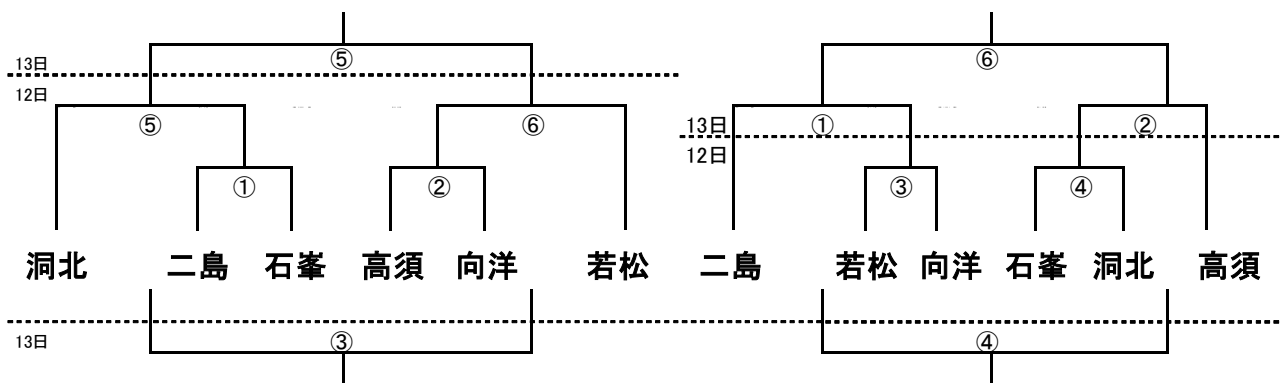 ⑤ ⑥
13日
12日
⑤ ⑥ ① ②
13日
12日
① ② ③ ④
洞北 二島 石峯 高須 向洋 若松 二島 若松 向洋 石峯 洞北 高須
13日 ③ ④